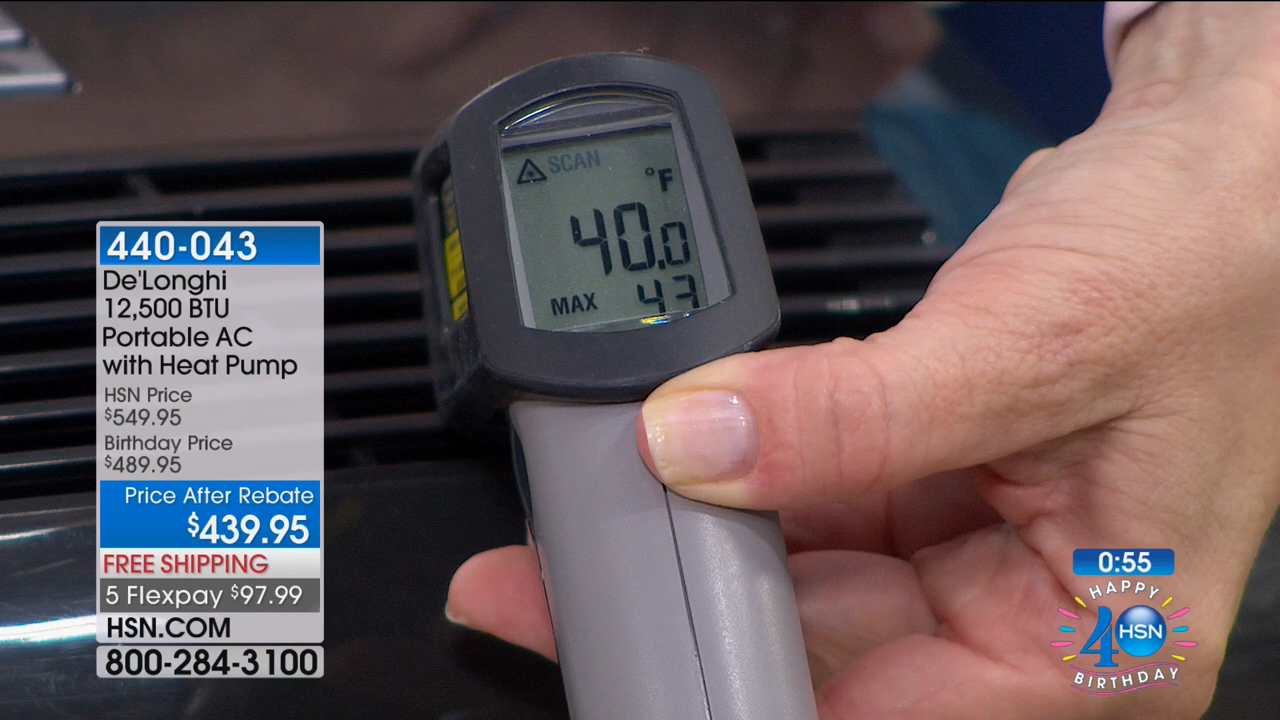 SCAN
°F
40.0
MAX 43
440-043
De'Longhi
12,500 BTU
Portable AC
with Heat Pump
HSN Price
$549.95
Birthday Price
$489.95
Price After Rebate
$439.95
FREE SHIPPING
5 Flexpay $97.99
HSN.COM
800-284-3100
0:55
HAPPY
40 HSN
BIRTHDAY